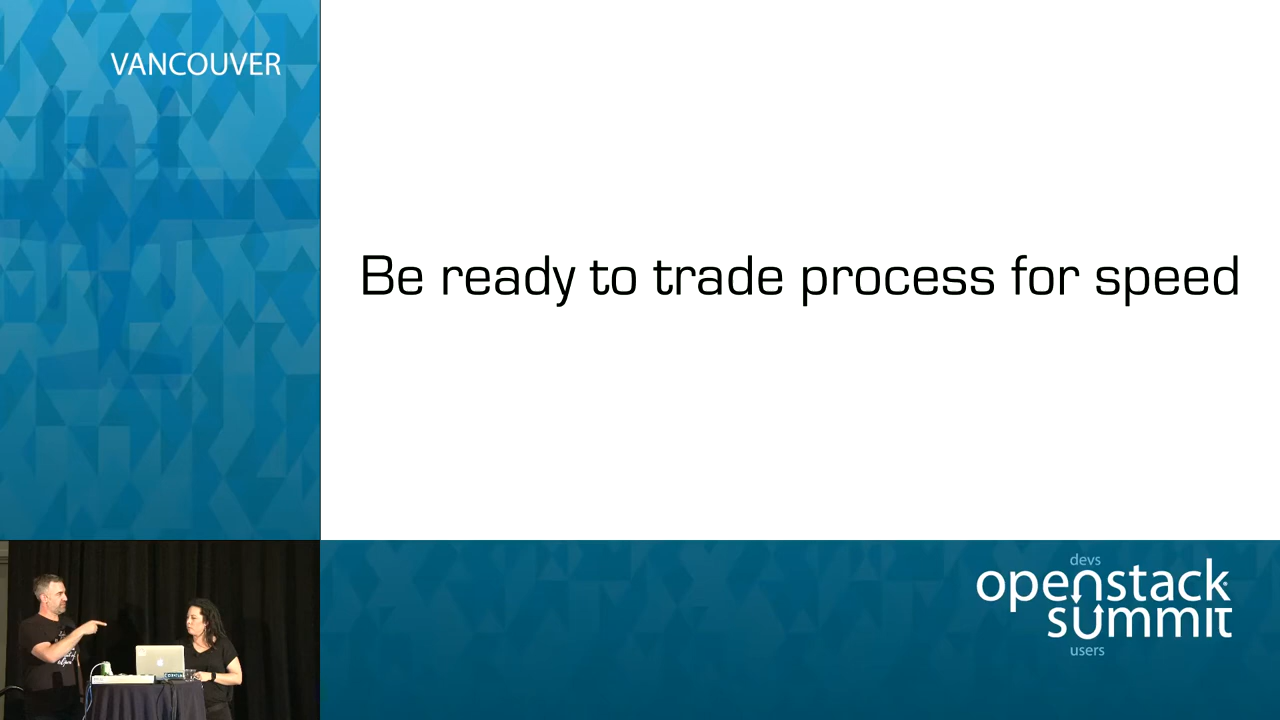 VANCOUVER
Be ready to trade process for speed
devs
openstack
summit
users